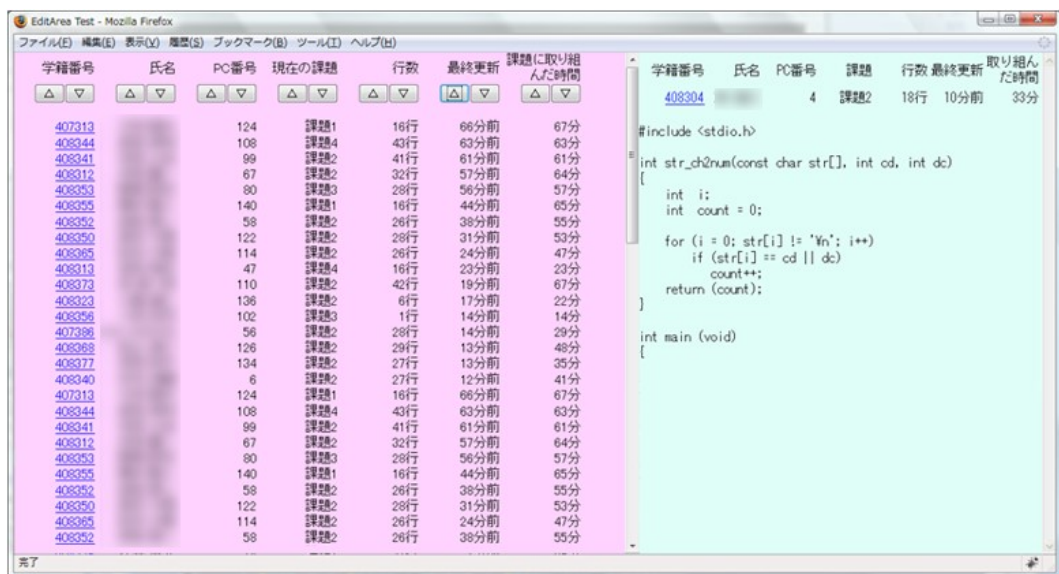 EditArea Test - Mozilla Firefox
ファイル(F) 編集(E) 表示(V) 履歴(S) ブックマーク(B) ツール(T) ヘルプ(H)
学籍番号 氏名 PC番号 現在の課題 行数 最終更新 課題に取り組んだ時間
△ ▽ △ ▽ △ ▽ △ ▽ △ ▽ △ ▽ △ ▽
407313 124 課題1 16行 66分前 67分
408344 108 課題4 43行 63分前 63分
408341 99 課題2 41行 61分前 61分
408312 67 課題2 32行 57分前 64分
408353 80 課題3 28行 56分前 57分
408355 140 課題1 16行 44分前 65分
408352 58 課題2 26行 38分前 55分
408350 122 課題2 28行 31分前 53分
408365 114 課題2 26行 24分前 47分
408313 47 課題4 16行 23分前 23分
408373 110 課題2 42行 19分前 67分
408323 136 課題2 6行 17分前 22分
408356 102 課題3 1行 14分前 14分
407386 56 課題2 28行 14分前 29分
408368 126 課題2 29行 13分前 48分
408377 134 課題2 27行 13分前 35分
408340 6 課題2 27行 12分前 41分
407313 124 課題1 16行 66分前 67分
408344 108 課題4 43行 63分前 63分
408341 99 課題2 41行 61分前 61分
408312 67 課題2 32行 57分前 64分
408353 80 課題3 28行 56分前 57分
408355 140 課題1 16行 44分前 65分
408352 58 課題2 26行 38分前 55分
408350 122 課題2 28行 31分前 53分
408365 114 課題2 26行 24分前 47分
408352 58 課題2 26行 38分前 55分
学籍番号 氏名 PC番号 課題 行数 最終更新 取り組んだ時間
408304 4 課題2 18行 10分前 33分
#include <stdio.h>
int str_ch2num(const char str[], int cd, int dc)
{
int i;
int count = 0;
for (i = 0; str[i] != '¥n'; i++)
if (str[i] == cd || dc)
count++;
return (count);
}
int main (void)
{
完了